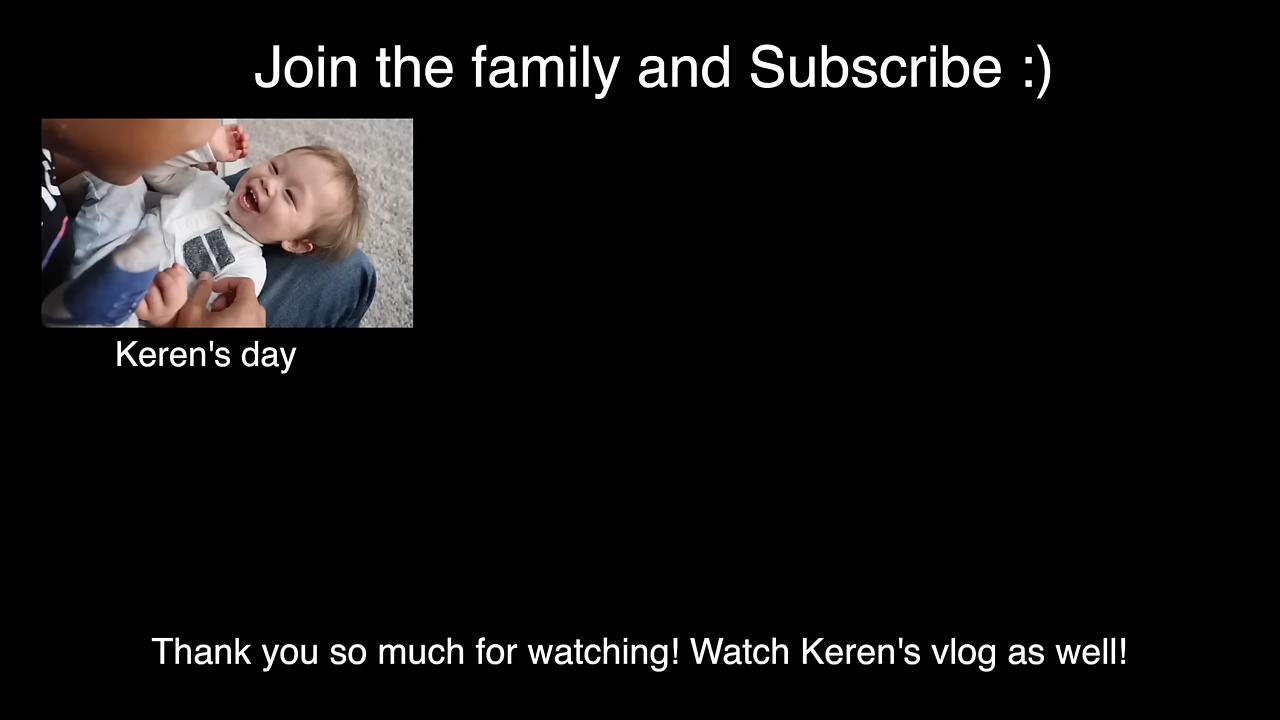 Join the family and Subscribe :)
Keren's day
Thank you so much for watching! Watch Keren's vlog as well!